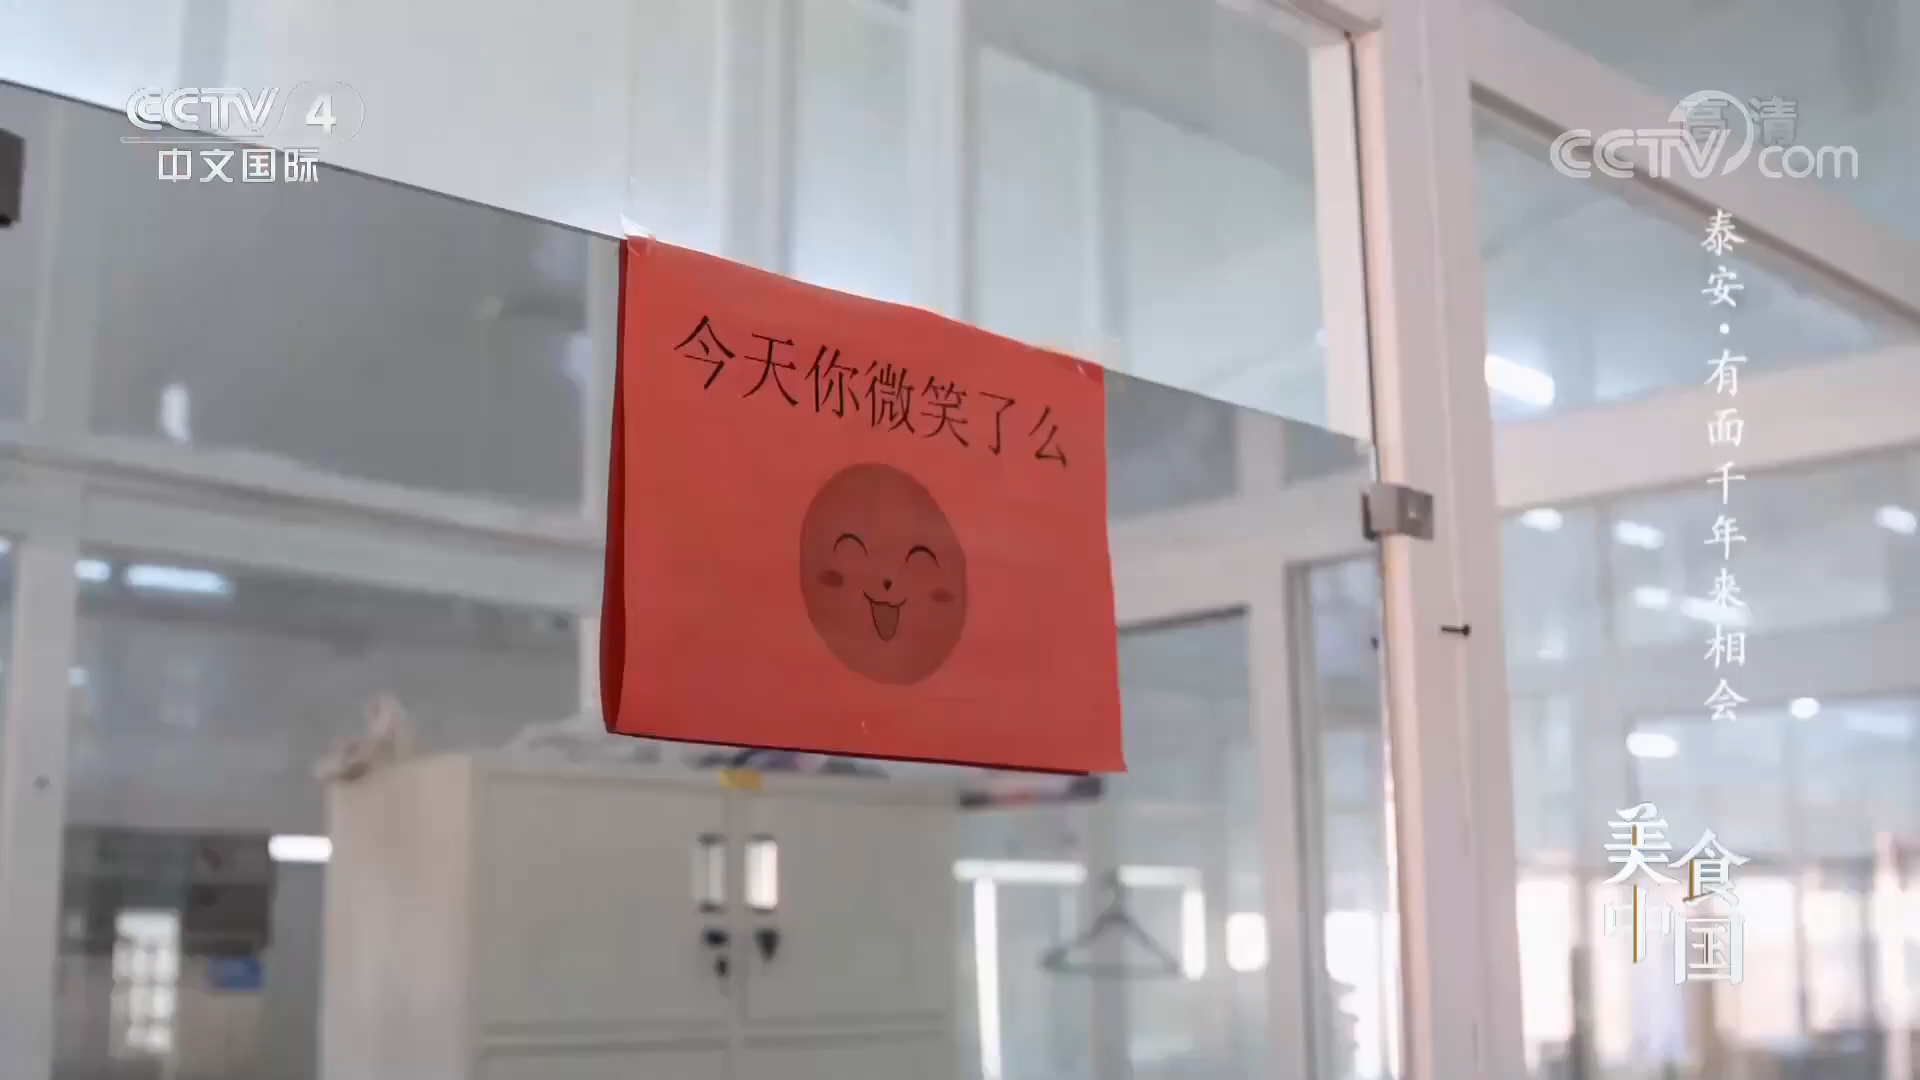 CCTV 4
中文国际
高清
CCTV.com
今天你微笑了么
泰安·有面千年来相会
美食
中国